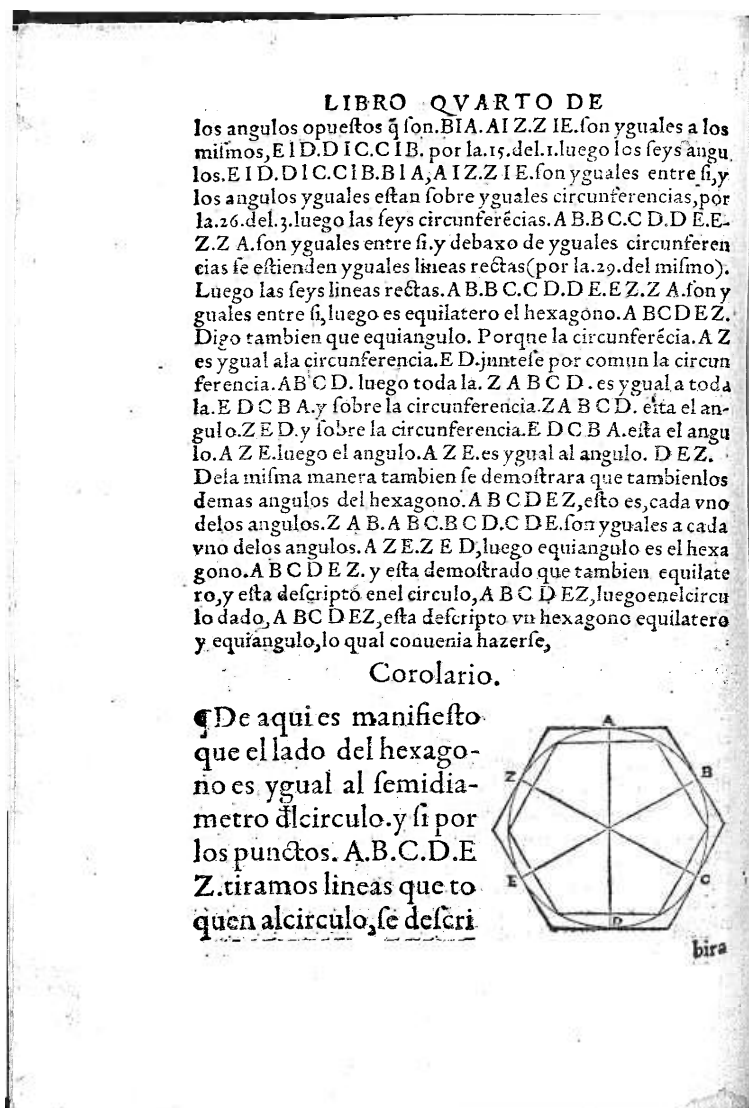 LIBRO QVARTO DE
los angulos opueſtos q̃ ſon.BIA.AI Z.Z IE.ſon yguales a los
miſmos,E I D.D I C.C I B. por la.15.del.1.luego los ſeys angu
los.E I D.D I C.C I B.B I A,A I Z.Z I E.ſon yguales entre ſi,y
los angulos yguales eſtan ſobre yguales circunferencias,por
la.26.del.3.luego las ſeys circunferẽcias.A B.B C.C D.D E.E-
Z.Z A.ſon yguales entre ſi.y debaxo de yguales circunferen
cias ſe eſtienden yguales lineas rectas(por la.29.del miſmo).
Luego las ſeys lineas rectas.A B.B C.C D.D E.E Z.Z A.ſon y
guales entre ſi,luego es equilatero el hexagono.A BC D E Z.
Digo tambien que equiangulo. Porque la circunferẽcia.A Z
es ygual ala circunferencia.E D.junteſe por comun la circun
ferencia.AB C D. luego toda la. Z A B C D . es ygual a toda
la.E D C B A.y ſobre la circunferencia.Z A B C D. eſta el an-
gulo.Z E D.y ſobre la circunferencia.E D C B A.eſta el angu
lo.A Z E.luego el angulo.A Z E.es ygual al angulo. D E Z.
Dela miſma manera tambien ſe demoſtrara que tambienlos
demas angulos del hexagono.A B C D E Z,eſto es,cada vno
delos angulos.Z A B.A B C.B C D.C D E.ſon yguales a cada
vno delos angulos.A Z E.Z E D,luego equiangulo es el hexa
gono.A B C D E Z. y eſta demoſtrado que tambien equilate
ro,y eſta deſcripto enel circulo,A B C D EZ,luegoenelcircu
lo dado,A BC D EZ,eſta deſcripto vn hexagono equilatero
y equiangulo,lo qual conuenia hazerſe,
Corolario.
¶De aqui es manifieſto
que el lado del hexago-
no es ygual al ſemidia-
metro đlcirculo.y ſi por
los punctos. A.B.C.D.E
Z.tiramos lineas que to
quen alcirculo,ſe deſcri
A
Z B
E C
D
bira